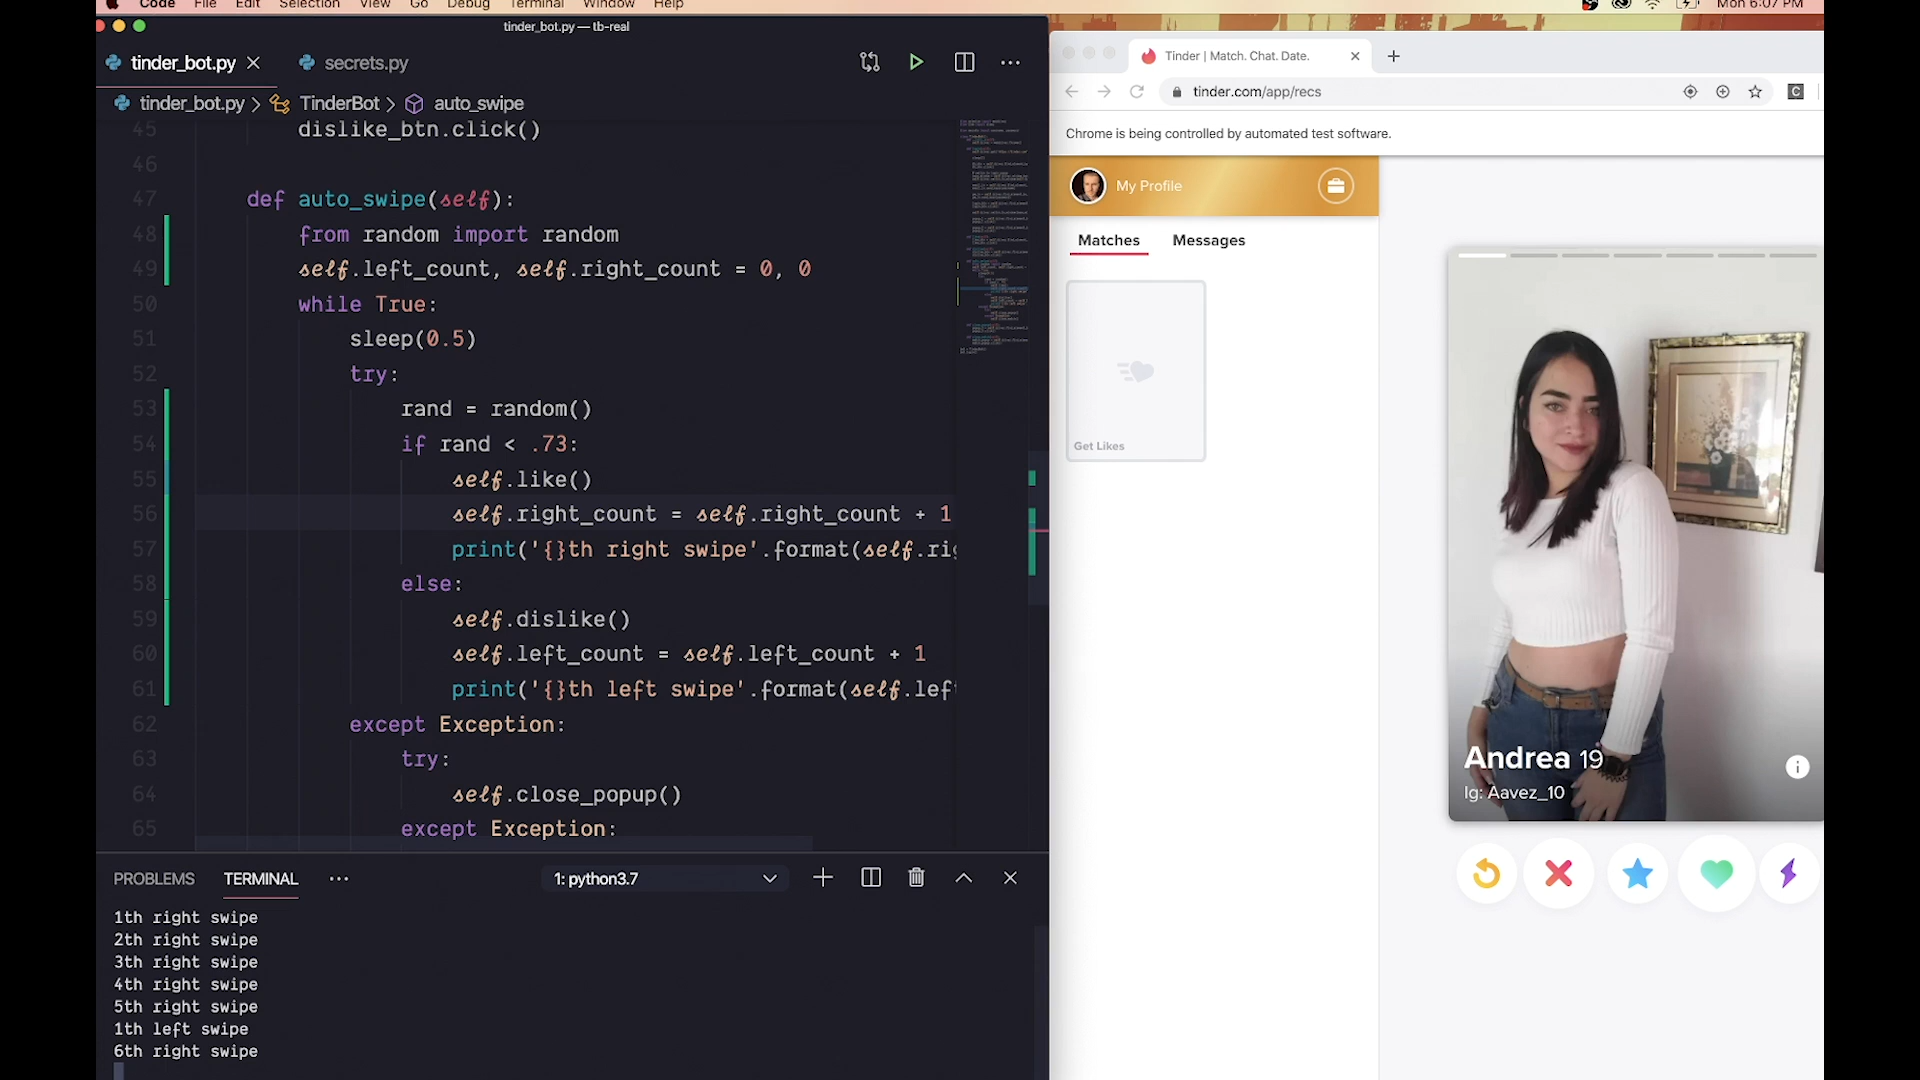 Code File Edit Selection View Go Debug Terminal Window Help
Mon 6:07 PM
tinder_bot.py — tb-real
tinder_bot.py
secrets.py
tinder_bot.py > TinderBot > auto_swipe
45 dislike_btn.click()
46
47 def auto_swipe(self):
48 from random import random
49 self.left_count, self.right_count = 0, 0
50 while True:
51 sleep(0.5)
52 try:
53 rand = random()
54 if rand < .73:
55 self.like()
56 self.right_count = self.right_count + 1
57 print('{}th right swipe'.format(self.rig
58 else:
59 self.dislike()
60 self.left_count = self.left_count + 1
61 print('{}th left swipe'.format(self.left
62 except Exception:
63 try:
64 self.close_popup()
65 except Exception:
PROBLEMS TERMINAL ... 1: python3.7
1th right swipe
2th right swipe
3th right swipe
4th right swipe
5th right swipe
1th left swipe
6th right swipe
Tinder | Match. Chat. Date.
tinder.com/app/recs
Chrome is being controlled by automated test software.
My Profile
Matches Messages
Get Likes
Andrea 19
Ig: Aavez_10